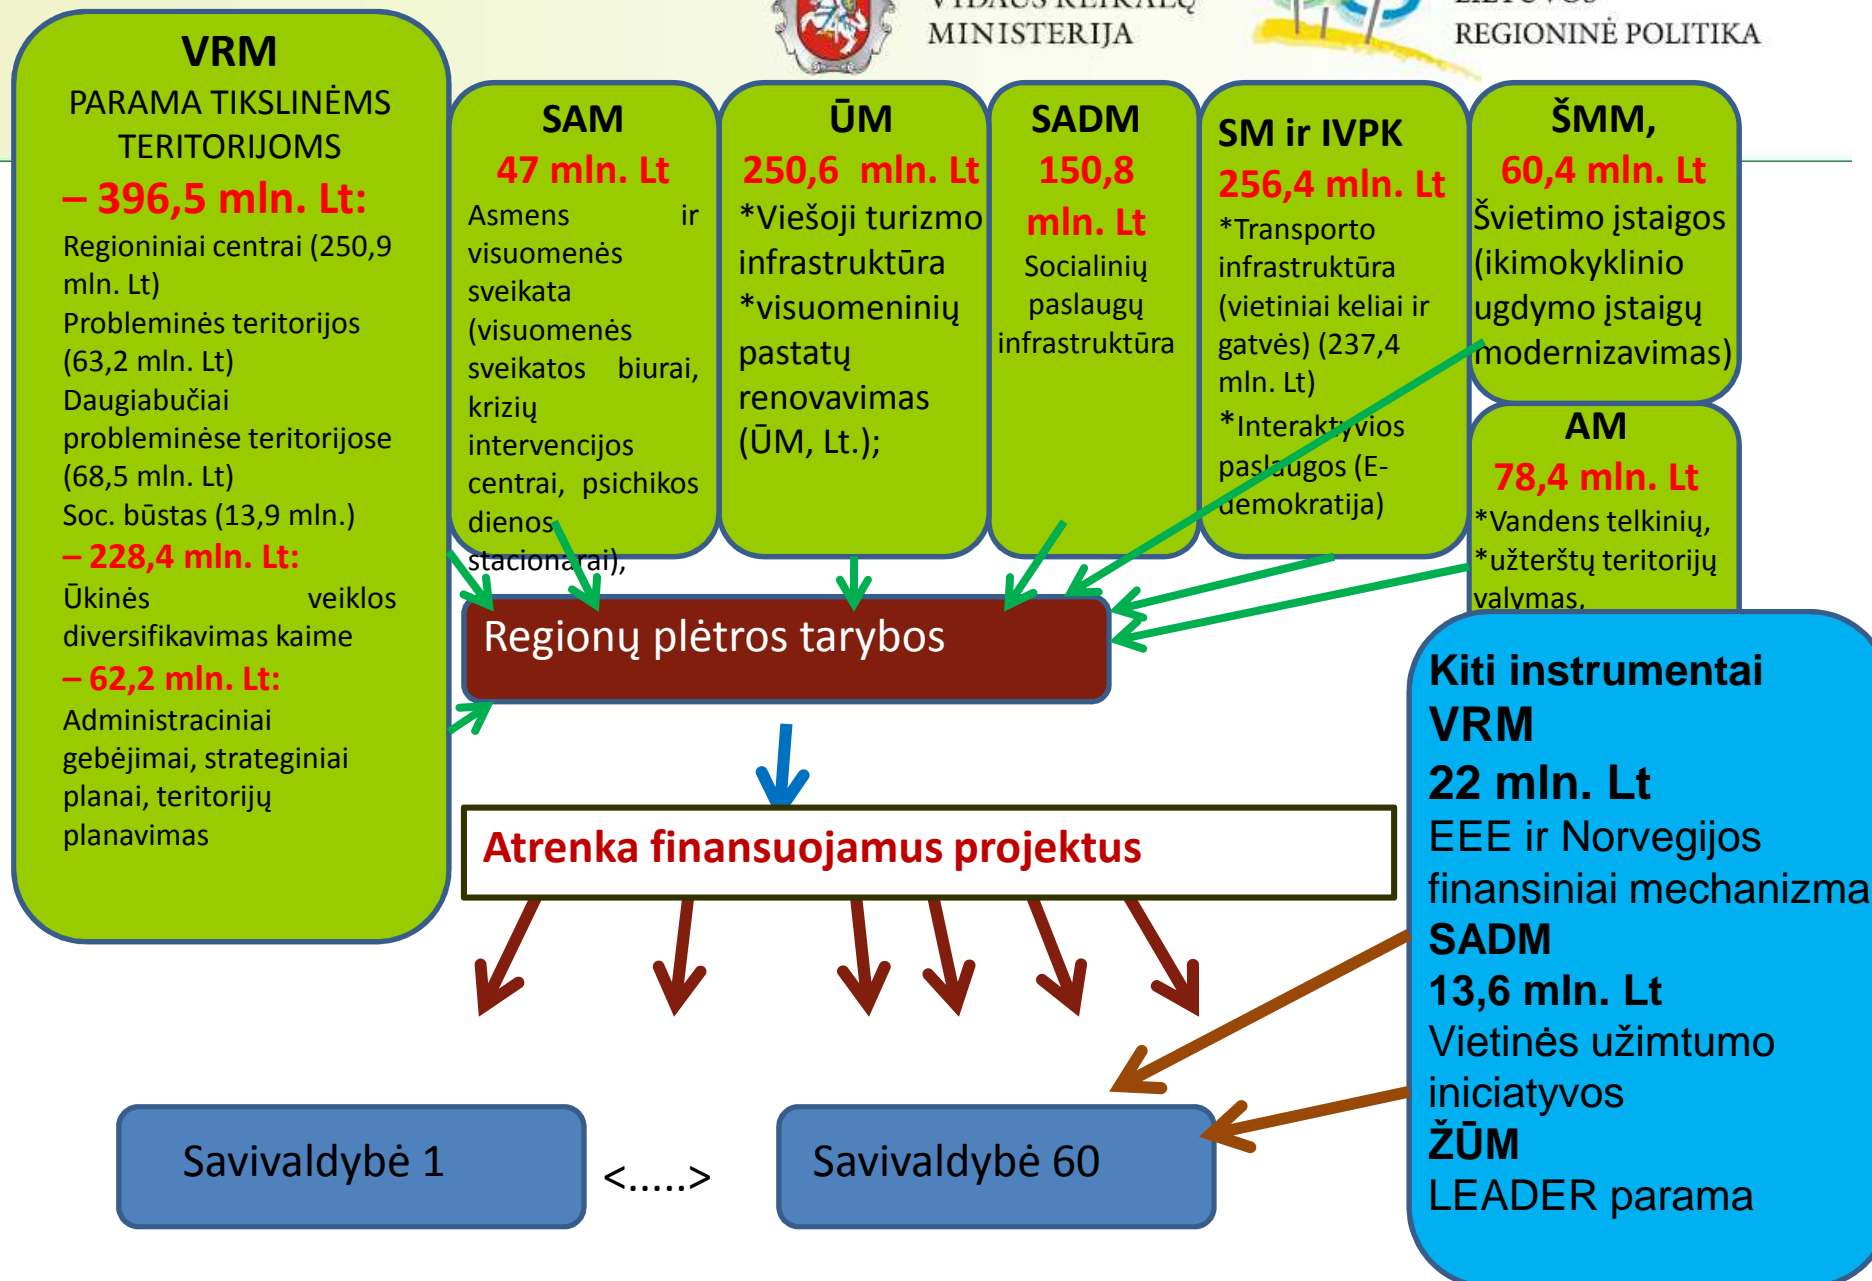 VIDAUS REIKALŲ
MINISTERIJA
LIETUVOS
REGIONINĖ POLITIKA
VRM
PARAMA TIKSLINĖMS
TERITORIJOMS
– 396,5 mln. Lt:
Regioniniai centrai (250,9
mln. Lt)
Probleminės teritorijos
(63,2 mln. Lt)
Daugiabučiai
probleminėse teritorijose
(68,5 mln. Lt)
Soc. būstas (13,9 mln.)
– 228,4 mln. Lt:
Ūkinės veiklos
diversifikavimas kaime
– 62,2 mln. Lt:
Administraciniai
gebėjimai, strateginiai
planai, teritorijų
planavimas
SAM
47 mln. Lt
Asmens ir
visuomenės
sveikata
(visuomenės
sveikatos biurai,
krizių
intervencijos
centrai, psichikos
dienos
stacionarai),
ŪM
250,6 mln. Lt
*Viešoji turizmo
infrastruktūra
*visuomeninių
pastatų
renovavimas
(ŪM, Lt.);
SADM
150,8
mln. Lt
Socialinių
paslaugų
infrastruktūra
SM ir IVPK
256,4 mln. Lt
*Transporto
infrastruktūra
(vietiniai keliai ir
gatvės) (237,4
mln. Lt)
*Interaktyvios
paslaugos (E-
demokratija)
ŠMM,
60,4 mln. Lt
Švietimo įstaigos
(ikimokyklinio
ugdymo įstaigų
modernizavimas)
AM
78,4 mln. Lt
*Vandens telkinių,
*užterštų teritorijų
valymas,
Regionų plėtros tarybos
Atrenka finansuojamus projektus
Kiti instrumentai
VRM
22 mln. Lt
EEE ir Norvegijos
finansiniai mechanizma
SADM
13,6 mln. Lt
Vietinės užimtumo
iniciatyvos
ŽŪM
LEADER parama
Savivaldybė 1
<.....>
Savivaldybė 60